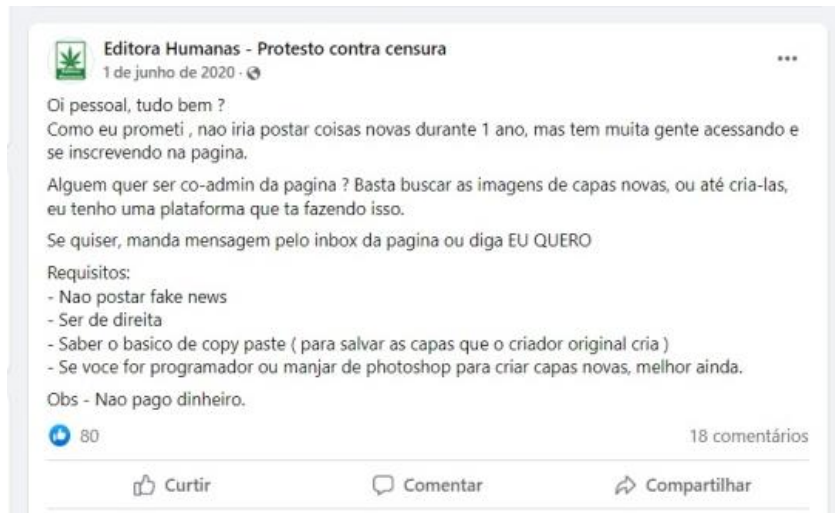 Editora Humanas - Protesto contra censura
1 de junho de 2020 ·
Oi pessoal, tudo bem ?
Como eu prometi , nao iria postar coisas novas durante 1 ano, mas tem muita gente acessando e
se inscrevendo na pagina.
Alguem quer ser co-admin da pagina ? Basta buscar as imagens de capas novas, ou até cria-las,
eu tenho uma plataforma que ta fazendo isso.
Se quiser, manda mensagem pelo inbox da pagina ou diga EU QUERO
Requisitos:
- Nao postar fake news
- Ser de direita
- Saber o basico de copy paste ( para salvar as capas que o criador original cria )
- Se voce for programador ou manjar de photoshop para criar capas novas, melhor ainda.
Obs - Nao pago dinheiro.
80
18 comentários
Curtir
Comentar
Compartilhar